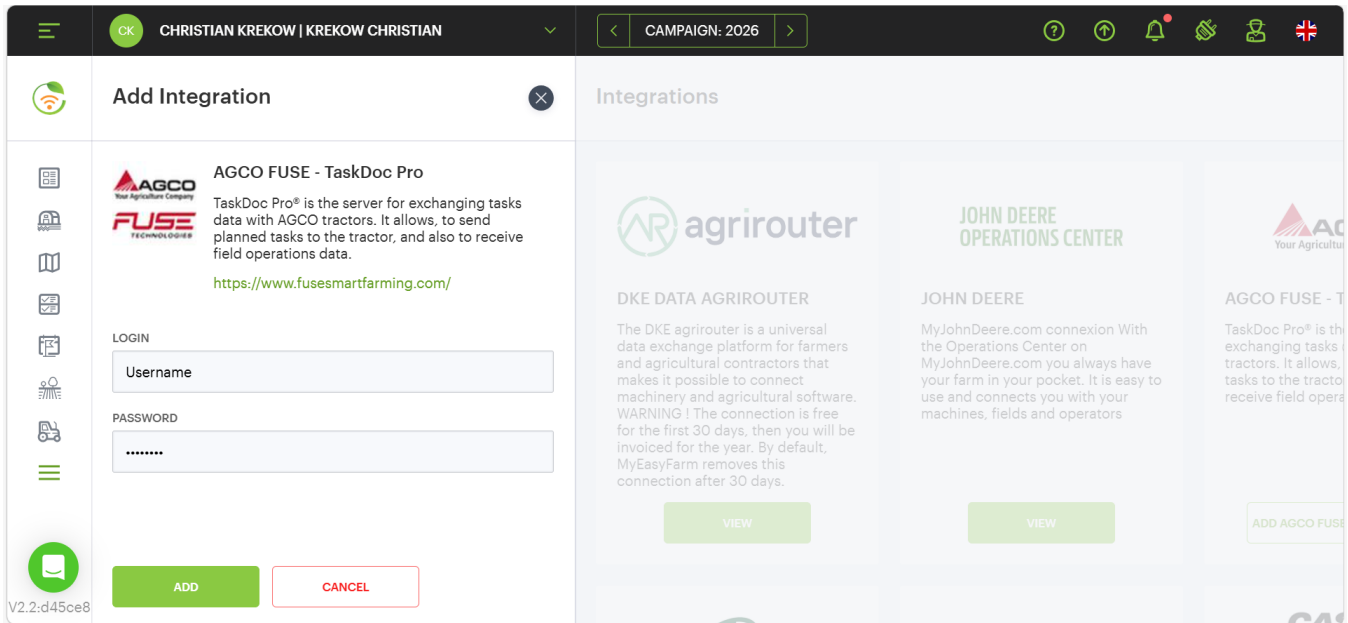 CK
CHRISTIAN KREKOW | KREKOW CHRISTIAN
CAMPAIGN: 2026
Add Integration
AGCO
Your Agriculture Company
FUSE
TECHNOLOGIES
AGCO FUSE - TaskDoc Pro
TaskDoc Pro® is the server for exchanging tasks
data with AGCO tractors. It allows, to send
planned tasks to the tractor, and also to receive
field operations data.
https://www.fusesmartfarming.com/
LOGIN
Username
PASSWORD
••••••••
ADD
CANCEL
V2.2:d45ce8
Integrations
AR agrirouter
DKE DATA AGRIROUTER
The DKE agrirouter is a universal
data exchange platform for farmers
and agricultural contractors that
makes it possible to connect
machinery and agricultural software.
WARNING ! The connection is free
for the first 30 days, then you will be
invoiced for the year. By default,
MyEasyFarm removes this
connection after 30 days.
VIEW
JOHN DEERE
OPERATIONS CENTER
JOHN DEERE
MyJohnDeere.com connexion With
the Operations Center on
MyJohnDeere.com you always have
your farm in your pocket. It is easy to
use and connects you with your
machines, fields and operators
VIEW
AGC
Your Agricultu
AGCO FUSE - T
TaskDoc Pro® is th
exchanging tasks
tractors. It allows,
tasks to the tracto
receive field opera
ADD AGCO FUSE
CAS